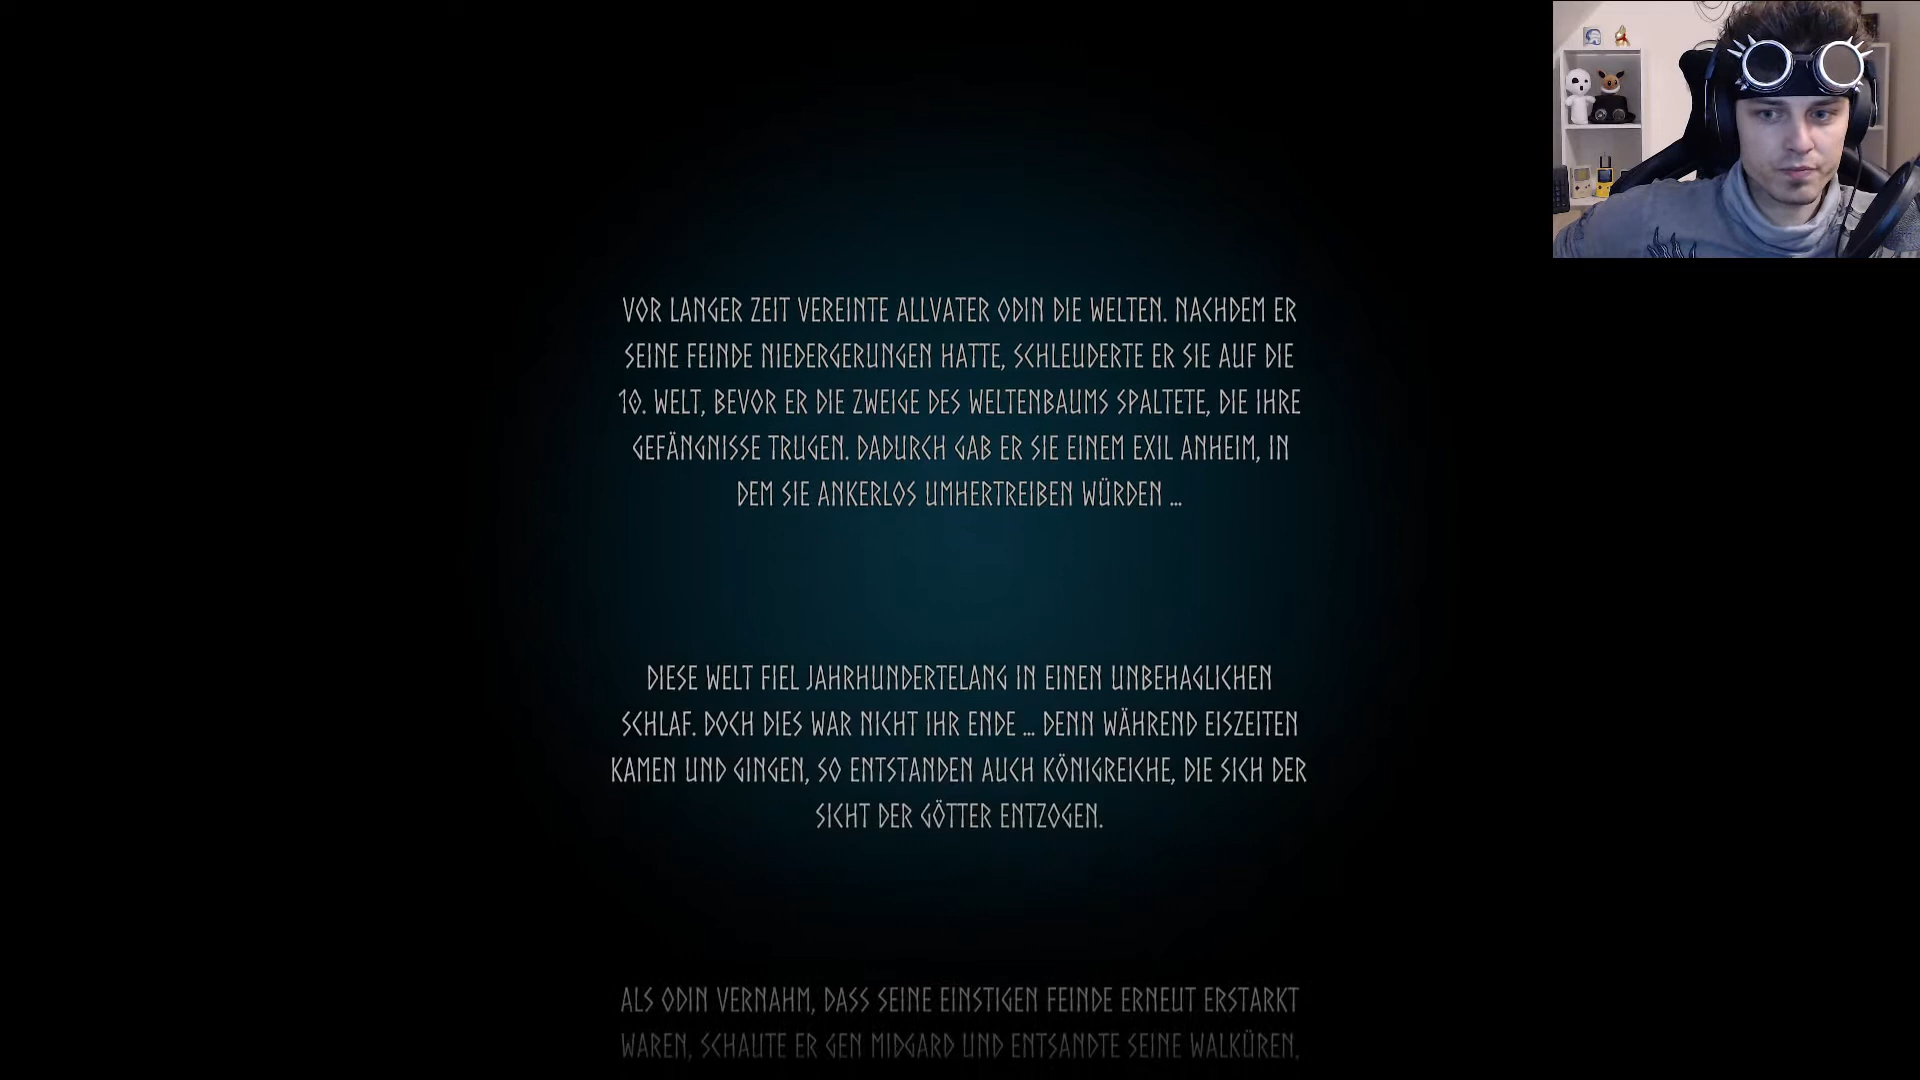 VOR LANGER ZEIT VEREINTE ALLVATER ODIN DIE WELTEN. NACHDEM ER
SEINE FEINDE NIEDERGERUNGEN HATTE, SCHLEUDERTE ER SIE AUF DIE
10. WELT, BEVOR ER DIE ZWEIGE DES WELTENBAUMS SPALTETE, DIE IHRE
GEFÄNGNISSE TRUGEN. DADURCH GAB ER SIE EINEM EXIL ANHEIM, IN
DEM SIE ANKERLOS UMHERTREIBEN WÜRDEN ...
DIESE WELT FIEL JAHRHUNDERTELANG IN EINEN UNBEHAGLICHEN
SCHLAF. DOCH DIES WAR NICHT IHR ENDE ... DENN WÄHREND EISZEITEN
KAMEN UND GINGEN, SO ENTSTANDEN AUCH KÖNIGREICHE, DIE SICH DER
SICHT DER GÖTTER ENTZOGEN.
ALS ODIN VERNAHM, DASS SEINE EINSTIGEN FEINDE ERNEUT ERSTARKT
WAREN, SCHAUTE ER GEN MIDGARD UND ENTSANDTE SEINE WALKÜREN,